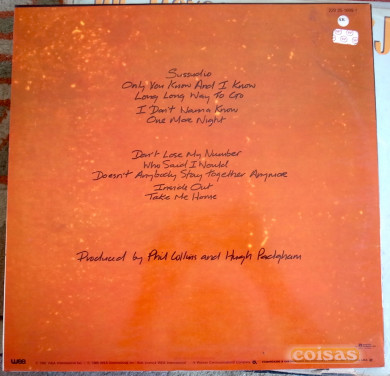 Sussudio
Only You Know And I Know
Long Long Way To Go
I Don't Wanna Know
One More Night
Don't Lose My Number
Who Said I Would
Doesn't Anybody Stay Together Anymore
Inside Out
Take Me Home
Produced by Phil Collins and Hugh Padgham
wea
coisas